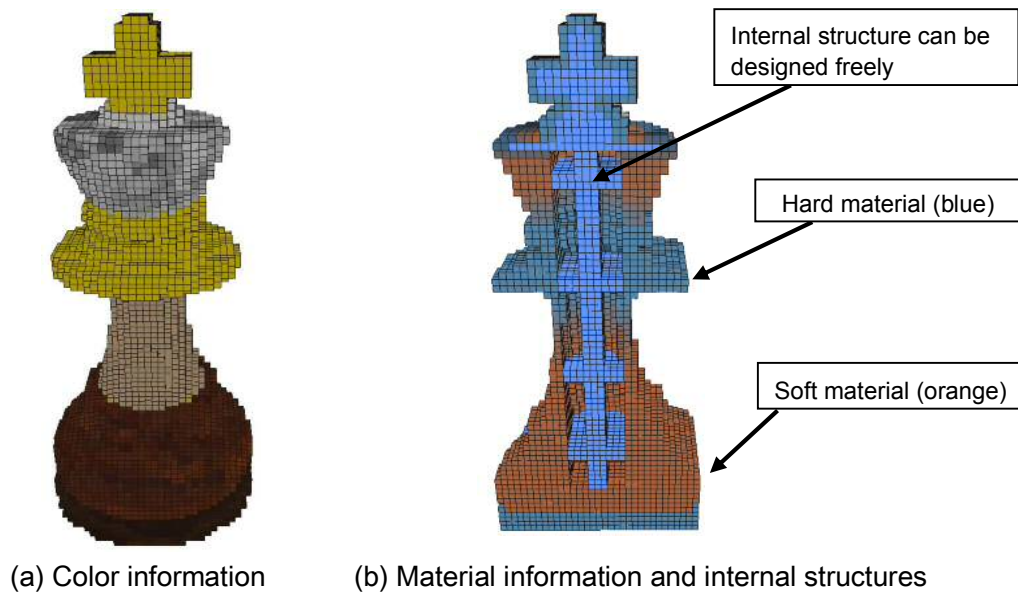 Internal structure can be
designed freely
Hard material (blue)
Soft material (orange)
(a) Color information
(b) Material information and internal structures